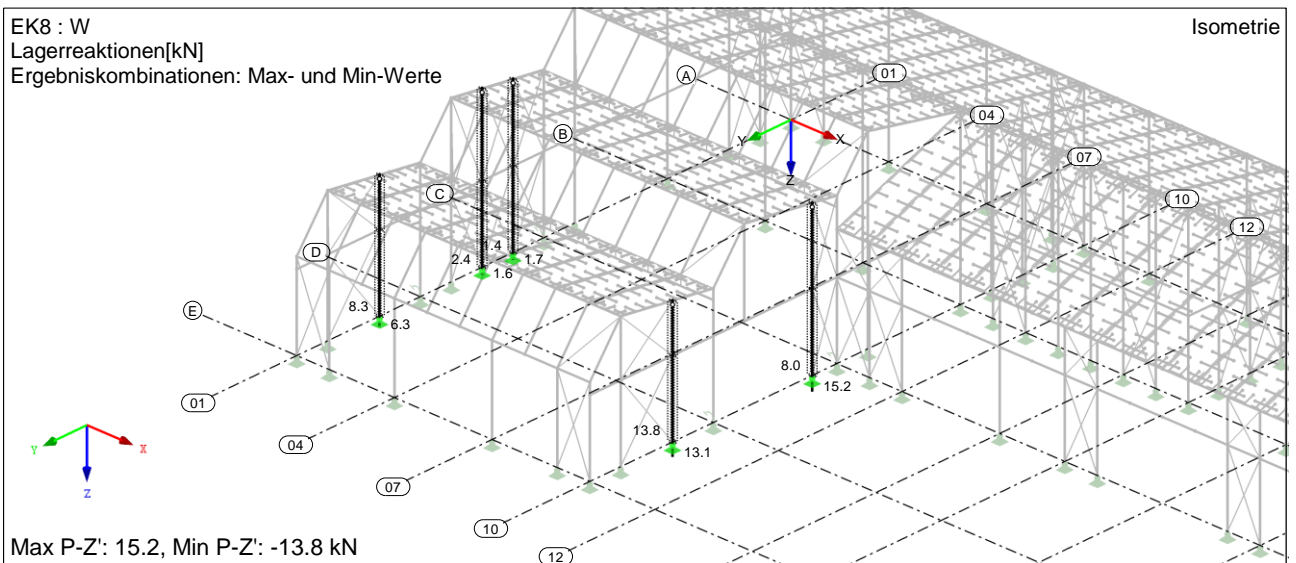 EK8 : W
Isometrie
Lagerreaktionen[kN]
Ergebniskombinationen: Max- und Min-Werte
A
01
04
B
Y
X
Z
07
C
10
12
D
1.4
1.7
2.4
1.6
E
8.3
6.3
8.0
15.2
01
13.8
13.1
04
Y
X
Z
07
10
12
Max P-Z': 15.2, Min P-Z': -13.8 kN